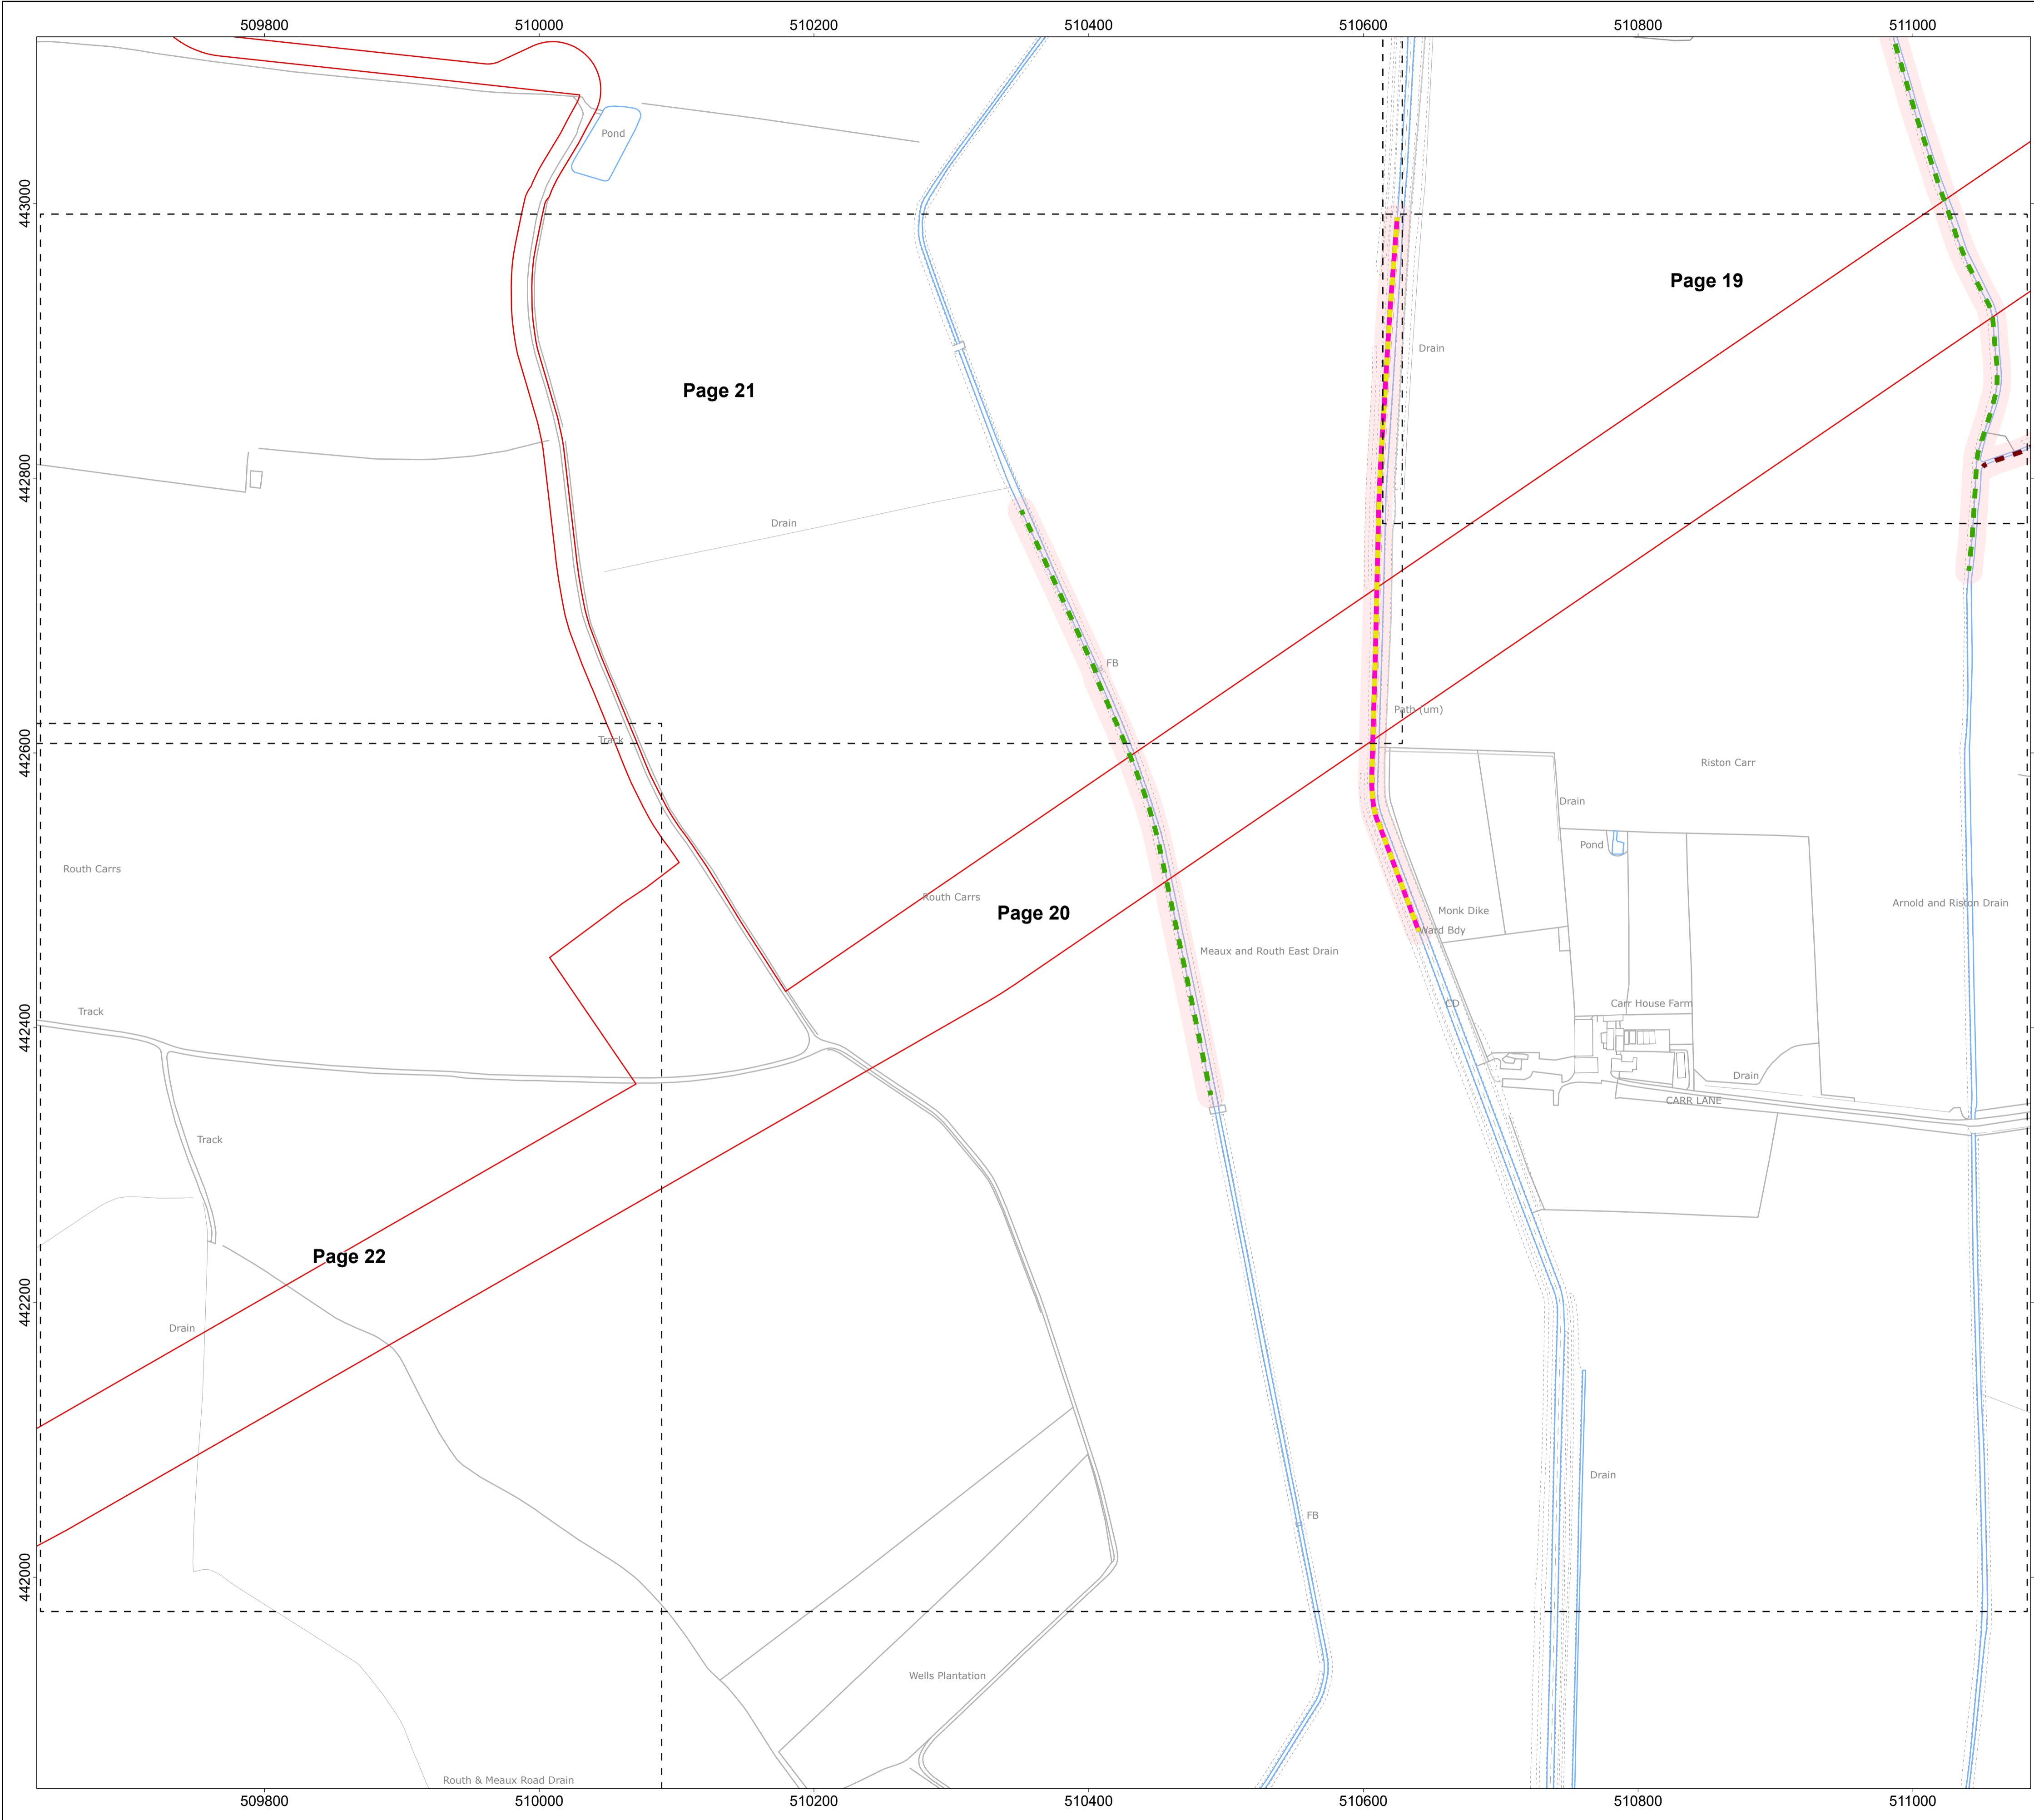 509800 510000 510200 510400 510600 510800 511000
443000
442800
442600
442400
442200
442000
Pond
Page 19
Drain
Page 21
Drain
FB
Path (um)
Track
Riston Carr
Drain
Pond
Routh Carrs
Routh Carrs
Arnold and Riston Drain
Page 20
Monk Dike
Ward Bdy
Meaux and Routh East Drain
CD
Carr House Farm
Track
Drain
CARR LANE
Track
Page 22
Drain
Drain
FB
Wells Plantation
Routh & Meaux Road Drain
509800 510000 510200 510400 510600 510800 511000